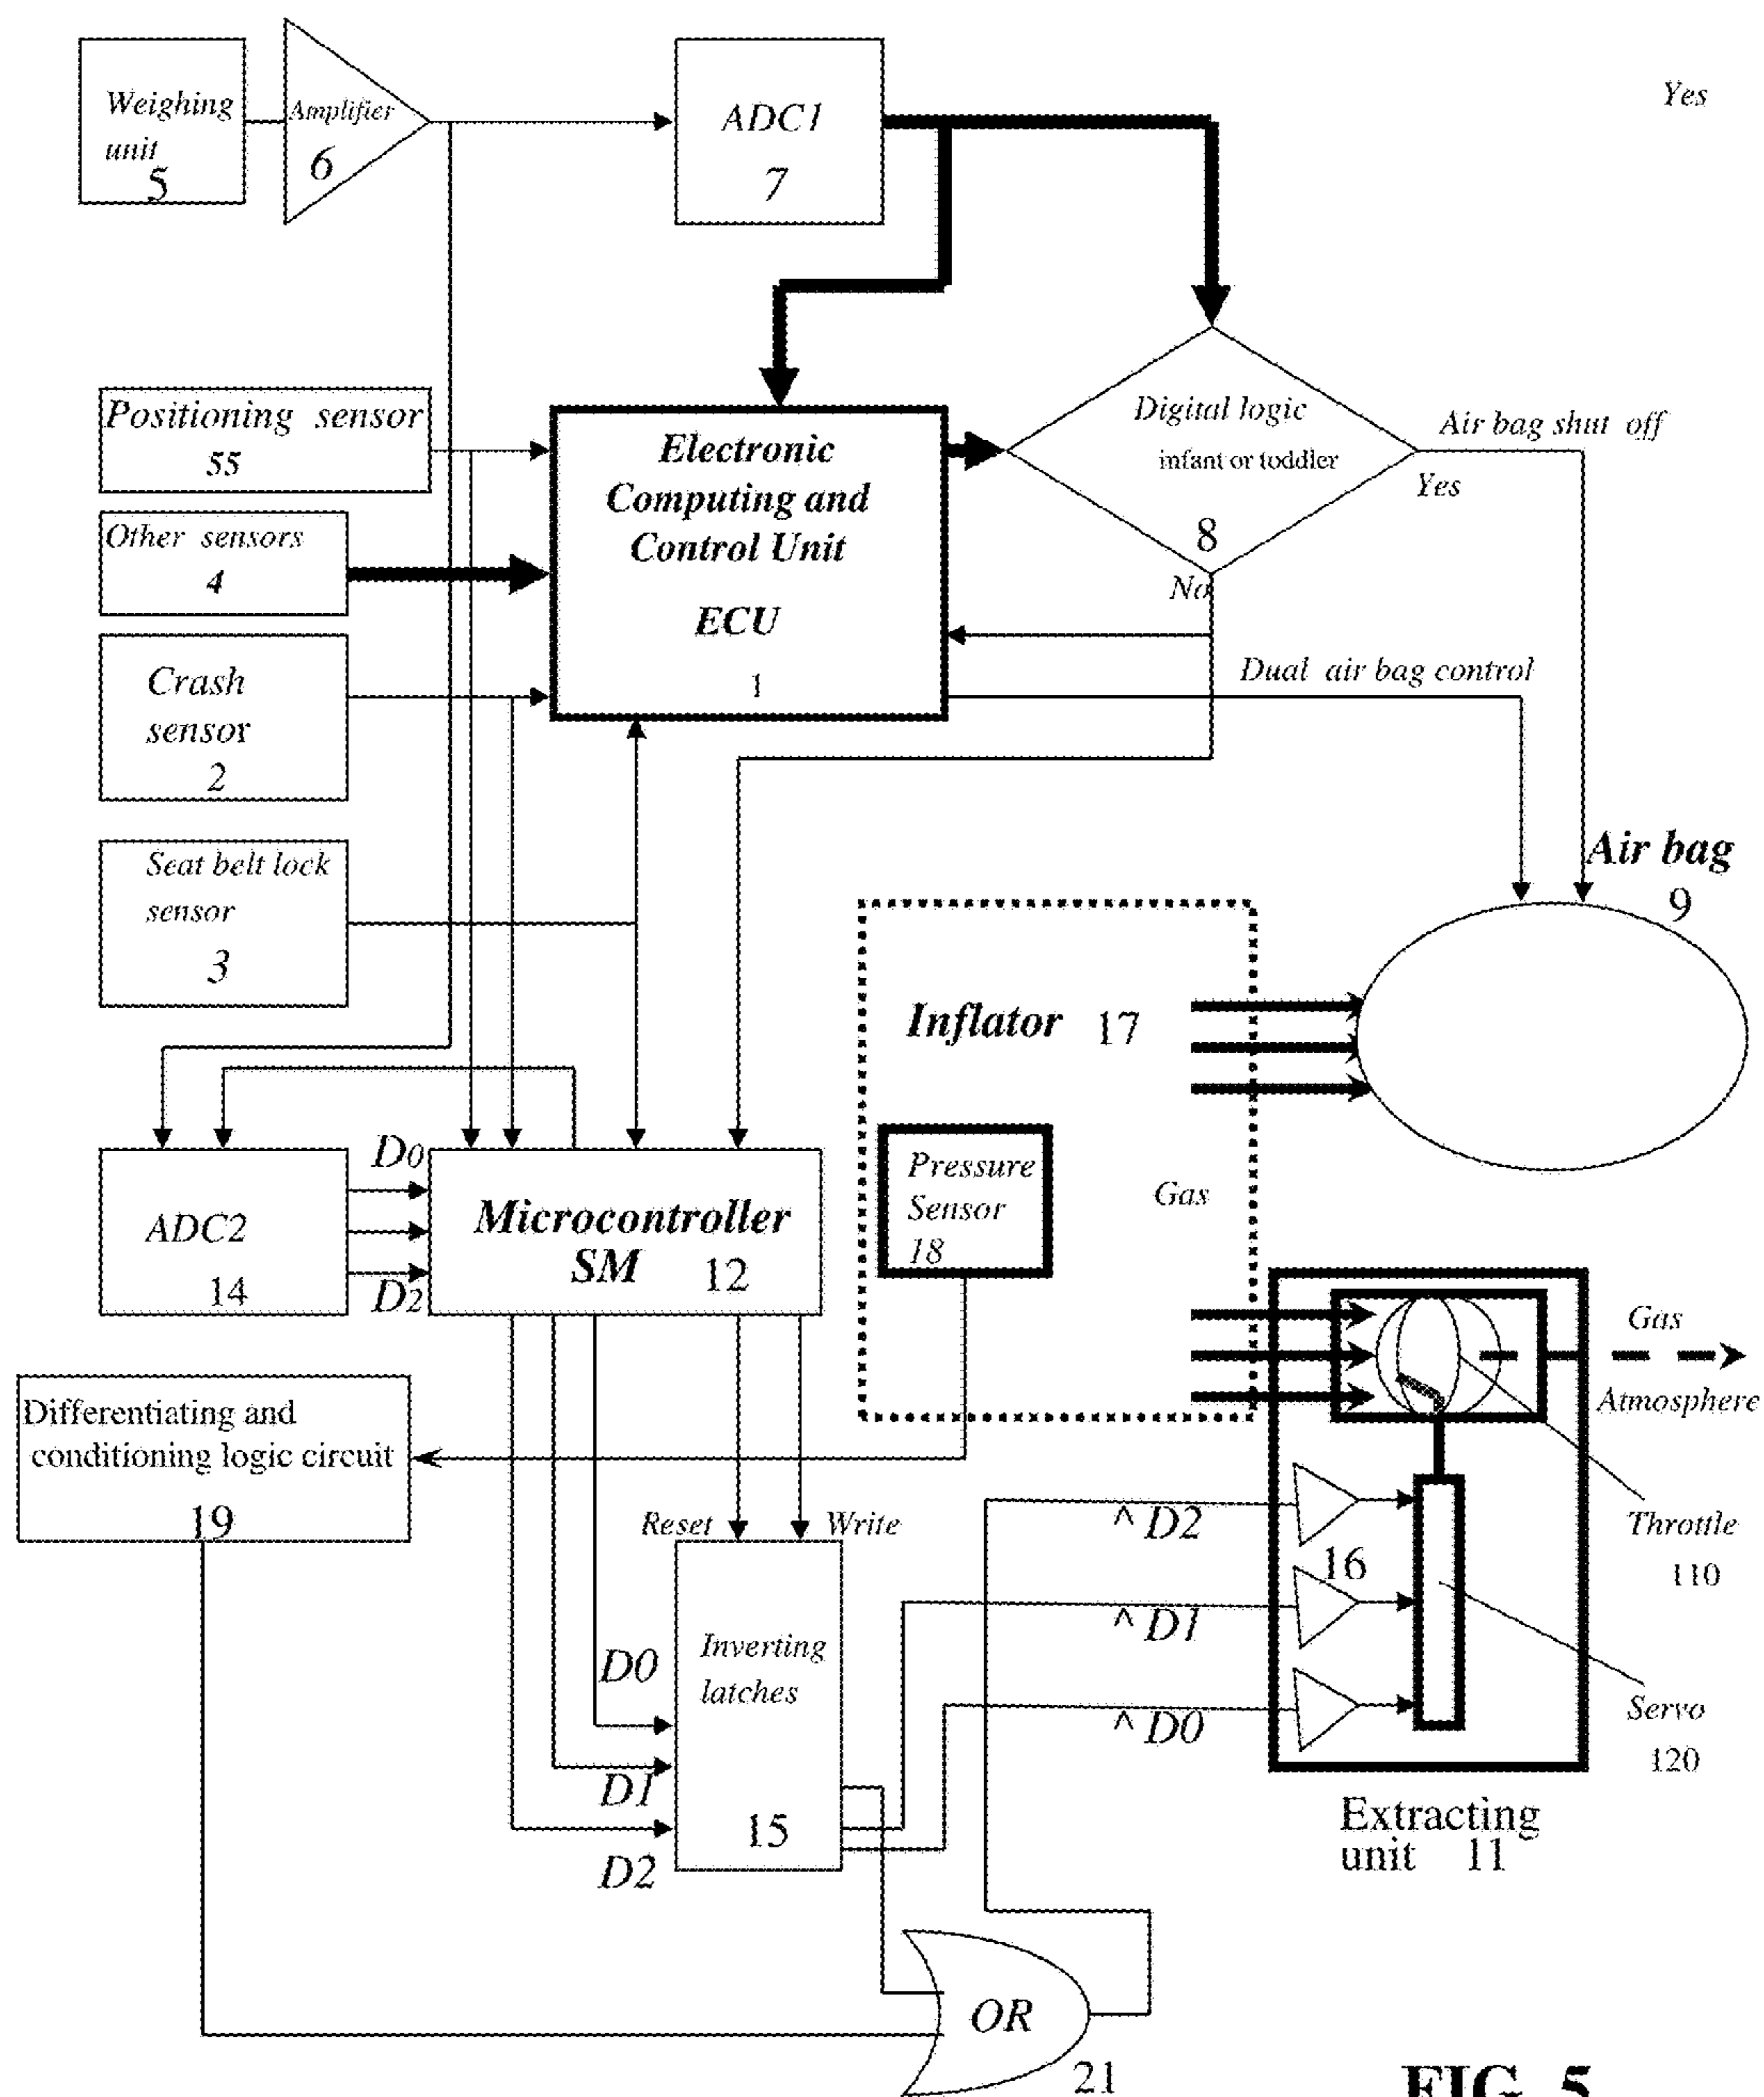 Yes
Weighing
unit
5
Amplifier
6
ADC1
7
Positioning sensor
55
Other sensors
4
Crash
sensor
2
Seat belt lock
sensor
3
Electronic
Computing and
Control Unit
ECU
1
Digital logic
infant or toddler
8
Air bag shut off
Yes
No
Dual air bag control
Air bag
9
Inflator 17
Pressure
Sensor
18
Gas
ADC2
14
D0
D2
Microcontroller
SM 12
Gas
Atmosphere
Differentiating and
conditioning logic circuit
19
Reset
Write
^ D2
16
Throttle
110
^ D1
D0
Inverting
latches
Servo
120
^ D0
D1
15
D2
Extracting
unit 11
OR
21
FIG. 5